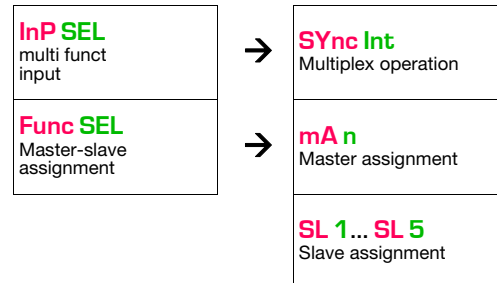 InP SEL
multi funct
input
→
SYnc Int
Multiplex operation
Func SEL
Master-slave
assignment
→
mA n
Master assignment
SL 1... SL 5
Slave assignment